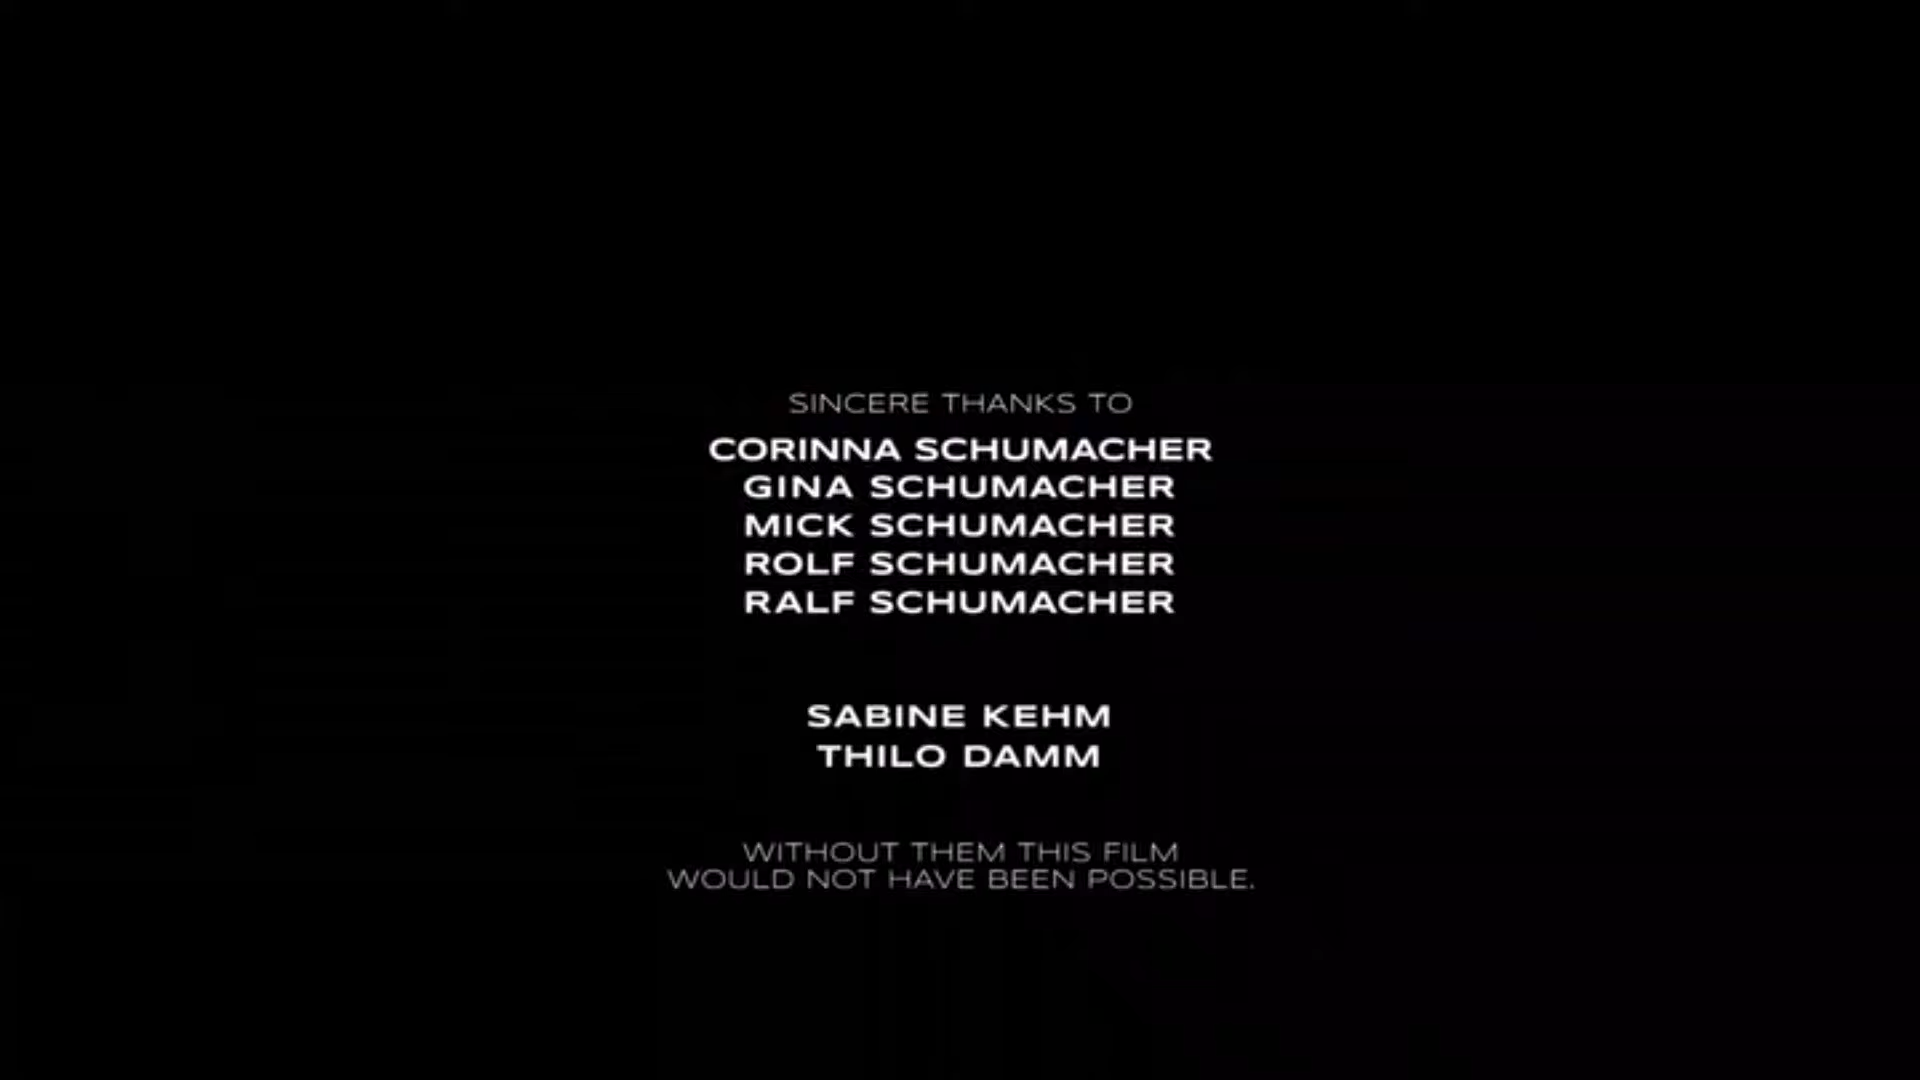 SINCERE THANKS TO
CORINNA SCHUMACHER
GINA SCHUMACHER
MICK SCHUMACHER
ROLF SCHUMACHER
RALF SCHUMACHER
SABINE KEHM
THILO DAMM
WITHOUT THEM THIS FILM
WOULD NOT HAVE BEEN POSSIBLE.